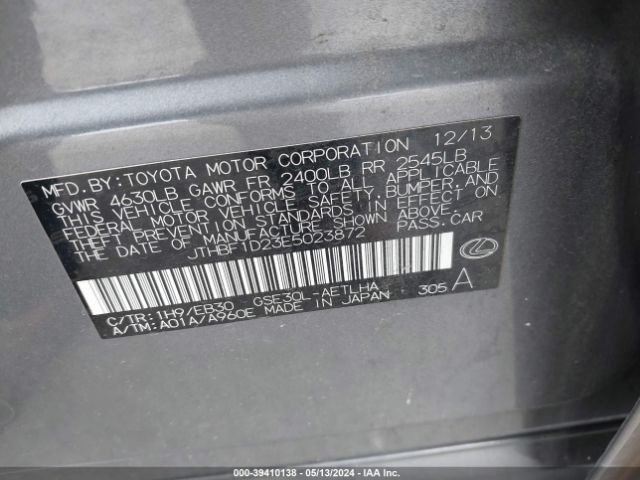 MFD.BY:TOYOTA MOTOR CORPORATION 12/13
GVWR 4630LB GAWR FR 2400LB RR 2545LB
THIS VEHICLE CONFORMS TO ALL APPLICABLE
FEDERAL MOTOR VEHICLE SAFETY, BUMPER, AND
THEFT PREVENTION STANDARDS IN EFFECT ON
THE DATE OF MANUFACTURE SHOWN ABOVE.
JTHBF1D23E5023872 PASS.CAR
C/TR:1H9/EB30 GSE30L-AETLHA 305 A
A/TM:A01A/A960E MADE IN JAPAN
000-39410138 - 05/13/2024 - IAA Inc.